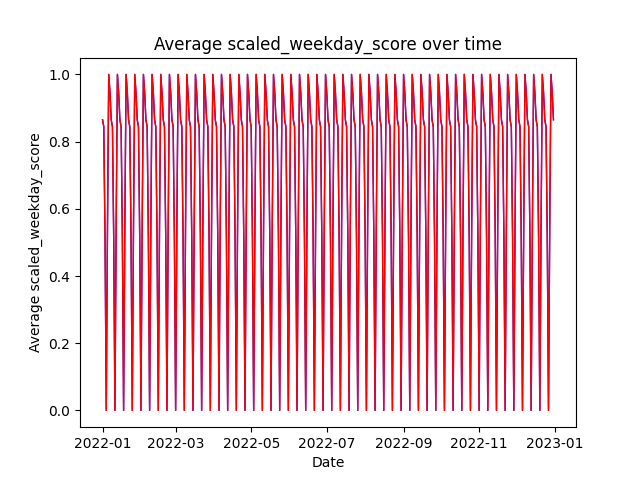 Average scaled_weekday_score over time
1.0
0.8
0.6
0.4
0.2
0.0
Average scaled_weekday_score
2022-01 2022-03 2022-05 2022-07 2022-09 2022-11 2023-01
Date